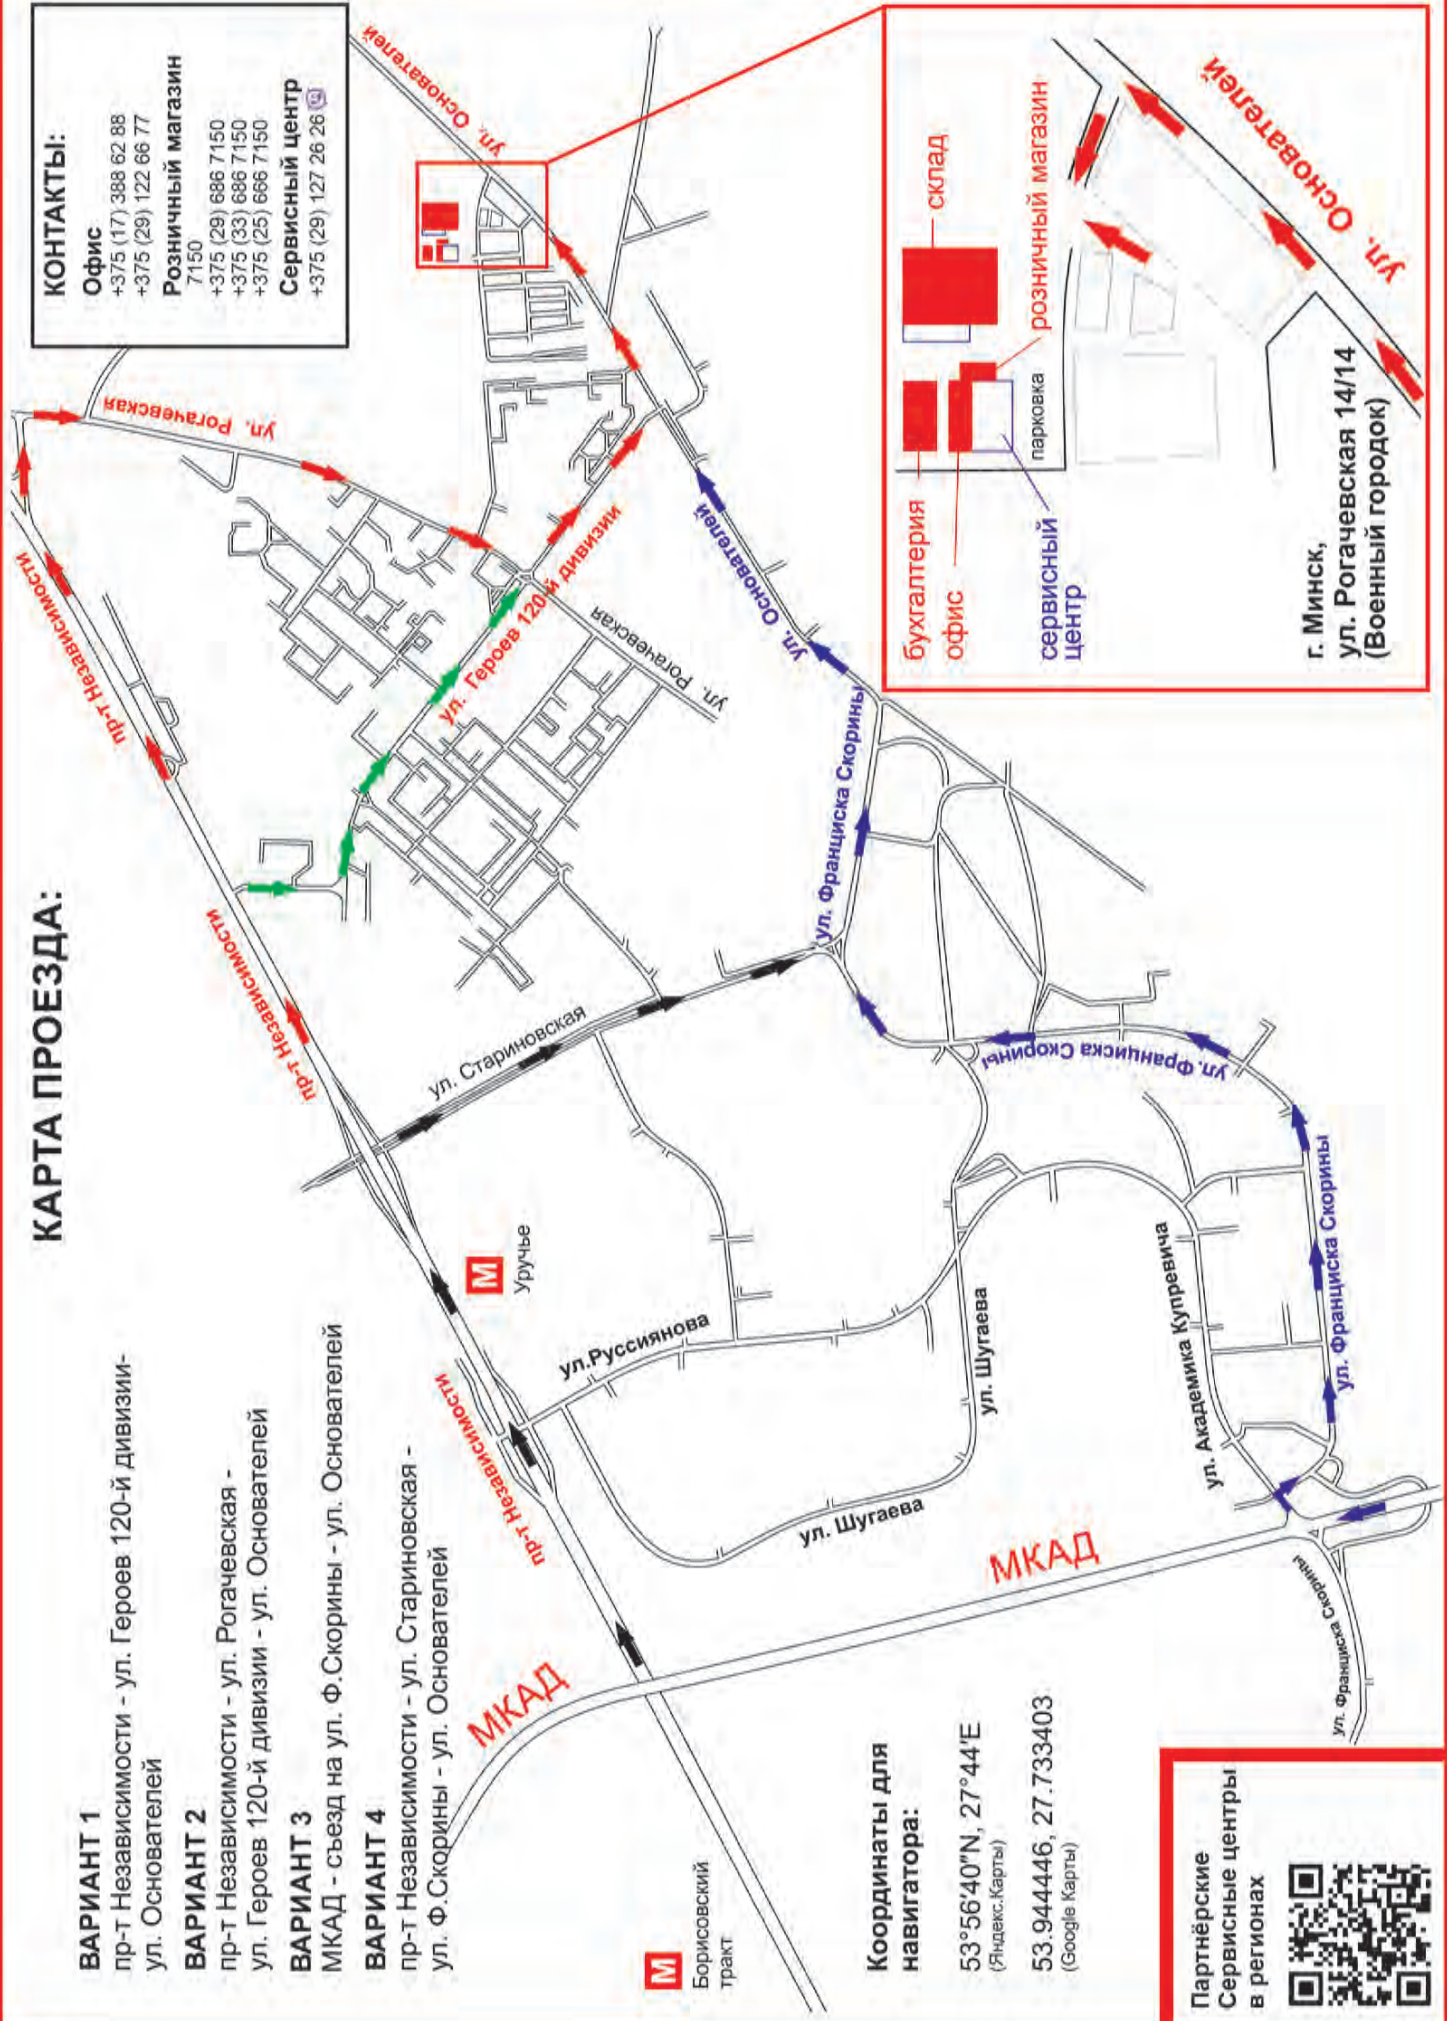 КАРТА ПРОЕЗДА:
ВАРИАНТ 1
пр-т Независимости - ул. Героев 120-й дивизии-
ул. Основателей
ВАРИАНТ 2
пр-т Независимости - ул. Рогачевская -
ул. Героев 120-й дивизии - ул. Основателей
ВАРИАНТ 3
МКАД - съезд на ул. Ф.Скорины - ул. Основателей
ВАРИАНТ 4
пр-т Независимости - ул. Стариновская -
ул. Ф.Скорины - ул. Основателей
КОНТАКТЫ:
Офис
+375 (17) 388 62 88
+375 (29) 122 66 77
Розничный магазин
7150
+375 (29) 686 7150
+375 (33) 686 7150
+375 (25) 666 7150
Сервисный центр
+375 (29) 127 26 26
пр-т Независимости
пр-т Независимости
пр-т Независимости
пр-т Независимости
пр-т Независимости
ул. Рогачевская
ул. Основателей
ул. Героев 120-й дивизии
ул. Рогачевская
ул. Основателей
ул. Стариновская
ул. Франциска Скорины
М
Уручье
ул.Руссиянова
ул. Шугаева
ул. Шугаева
ул. Франциска Скорины
ул. Академика Купревича
ул. Франциска Скорины
ул. Франциска Скорины
ул. Франциска Скорины
МКАД
МКАД
М
Борисовский
тракт
Координаты для
навигатора:
53°56'40"N, 27°44'E
(Яндекс.Карты)
53.944446, 27.733403
(Google Карты)
бухгалтерия
офис
сервисный
центр
парковка
розничный магазин
склад
ул. Основателей
г. Минск,
ул. Рогачевская 14/14
(Военный городок)
Партнёрские
Сервисные центры
в регионах